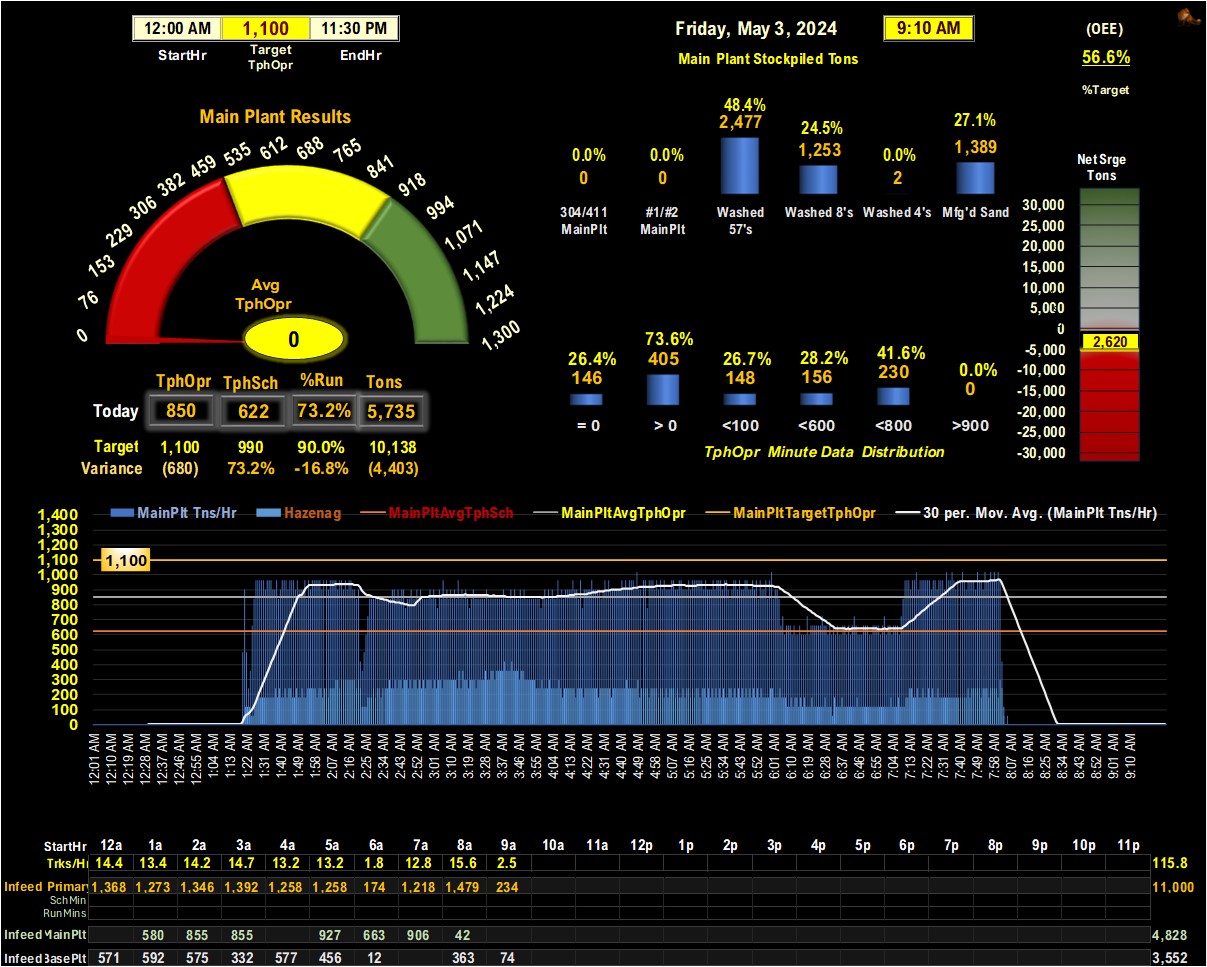 12:00 AM 1,100 11:30 PM
StartHr Target TphOpr EndHr
Friday, May 3, 2024 9:10 AM
Main Plant Stockpiled Tons
(OEE)
56.6%
%Target
Main Plant Results
0 76 153 229 306 382 459 535 612 688 765 841 918 994 1,071 1,147 1,224 1,300
Avg
TphOpr
0
48.4% 24.5% 27.1%
2,477 1,253 1,389
0.0% 0.0% 0.0%
0 0 2
304/411 MainPlt #1/#2 MainPlt Washed 57's Washed 8's Washed 4's Mfg'd Sand
Net Srge
Tons
30,000
25,000
20,000
15,000
10,000
5,000
0
2,620
-5,000
-10,000
-15,000
-20,000
-25,000
-30,000
26.4% 73.6% 26.7% 28.2% 41.6% 0.0%
146 405 148 156 230 0
= 0 > 0 <100 <600 <800 >900
TphOpr Minute Data Distribution
TphOpr TphSch %Run Tons
Today 850 622 73.2% 5,735
Target 1,100 990 90.0% 10,138
Variance (680) 73.2% -16.8% (4,403)
MainPlt Tns/Hr Hazenag MainPltAvgTphSch MainPltAvgTphOpr MainPltTargetTphOpr 30 per. Mov. Avg. (MainPlt Tns/Hr)
1,400
1,300
1,200
1,100
1,000
900
800
700
600
500
400
300
200
100
0
1,100
12:01 AM 12:10 AM 12:19 AM 12:28 AM 12:37 AM 12:46 AM 12:55 AM 1:04 AM 1:13 AM 1:22 AM 1:31 AM 1:40 AM 1:49 AM 1:58 AM 2:07 AM 2:16 AM 2:25 AM 2:34 AM 2:43 AM 2:52 AM 3:01 AM 3:10 AM 3:19 AM 3:28 AM 3:37 AM 3:46 AM 3:55 AM 4:04 AM 4:13 AM 4:22 AM 4:31 AM 4:40 AM 4:49 AM 4:58 AM 5:07 AM 5:16 AM 5:25 AM 5:34 AM 5:43 AM 5:52 AM 6:01 AM 6:10 AM 6:19 AM 6:28 AM 6:37 AM 6:46 AM 6:55 AM 7:04 AM 7:13 AM 7:22 AM 7:31 AM 7:40 AM 7:49 AM 7:58 AM 8:07 AM 8:16 AM 8:25 AM 8:34 AM 8:43 AM 8:52 AM 9:01 AM 9:10 AM
StartHr 12a 1a 2a 3a 4a 5a 6a 7a 8a 9a 10a 11a 12p 1p 2p 3p 4p 5p 6p 7p 8p 9p 10p 11p
Trks/Hr 14.4 13.4 14.2 14.7 13.2 13.2 1.8 12.8 15.6 2.5 115.8
Infeed Primary 1,368 1,273 1,346 1,392 1,258 1,258 174 1,218 1,479 234 11,000
SchMin
RunMins
Infeed MainPlt 580 855 855 927 663 906 42 4,828
Infeed BasePlt 571 592 575 332 577 456 12 363 74 3,552